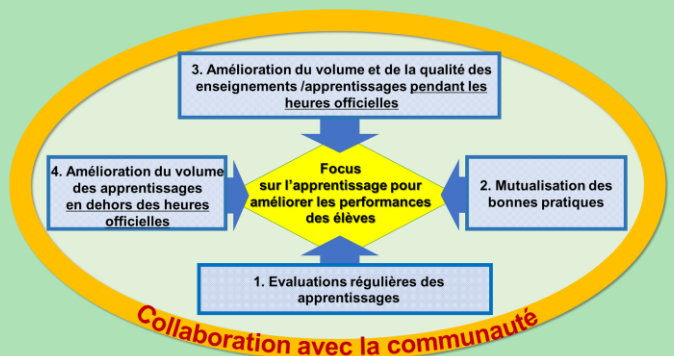 3. Amélioration du volume et de la qualité des
enseignements /apprentissages pendant les
heures officielles
4. Amélioration du volume
des apprentissages
en dehors des heures
officielles
Focus
sur l'apprentissage pour
améliorer les performances
des élèves
2. Mutualisation des
bonnes pratiques
1. Evaluations régulières des
apprentissages
Collaboration avec la communauté